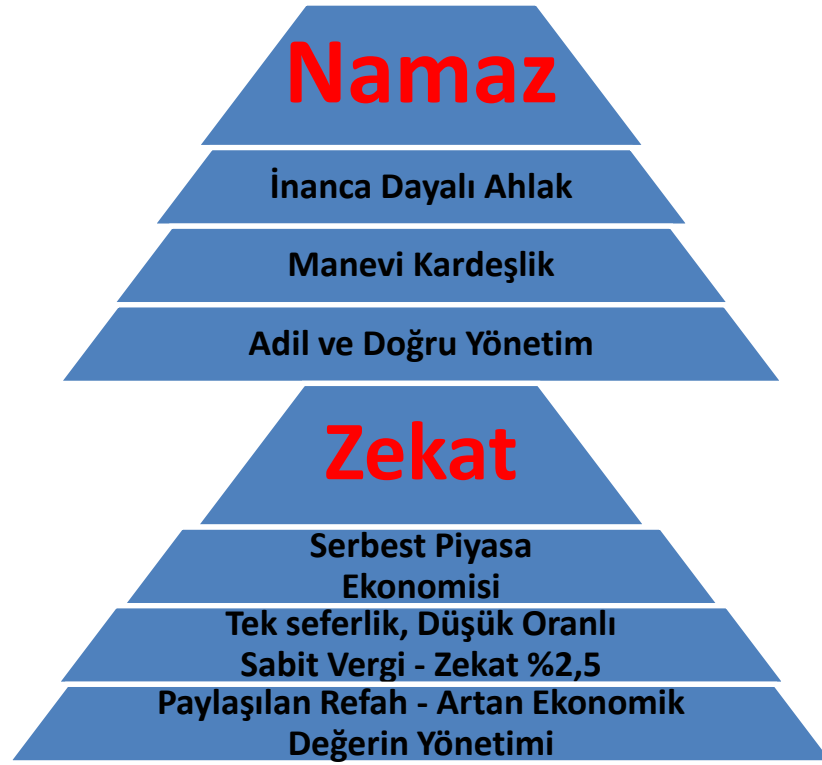 Namaz
İnanca Dayalı Ahlak
Manevi Kardeşlik
Adil ve Doğru Yönetim
Zekat
Serbest Piyasa
Ekonomisi
Tek seferlik, Düşük Oranlı
Sabit Vergi - Zekat %2,5
Paylaşılan Refah - Artan Ekonomik
Değerin Yönetimi